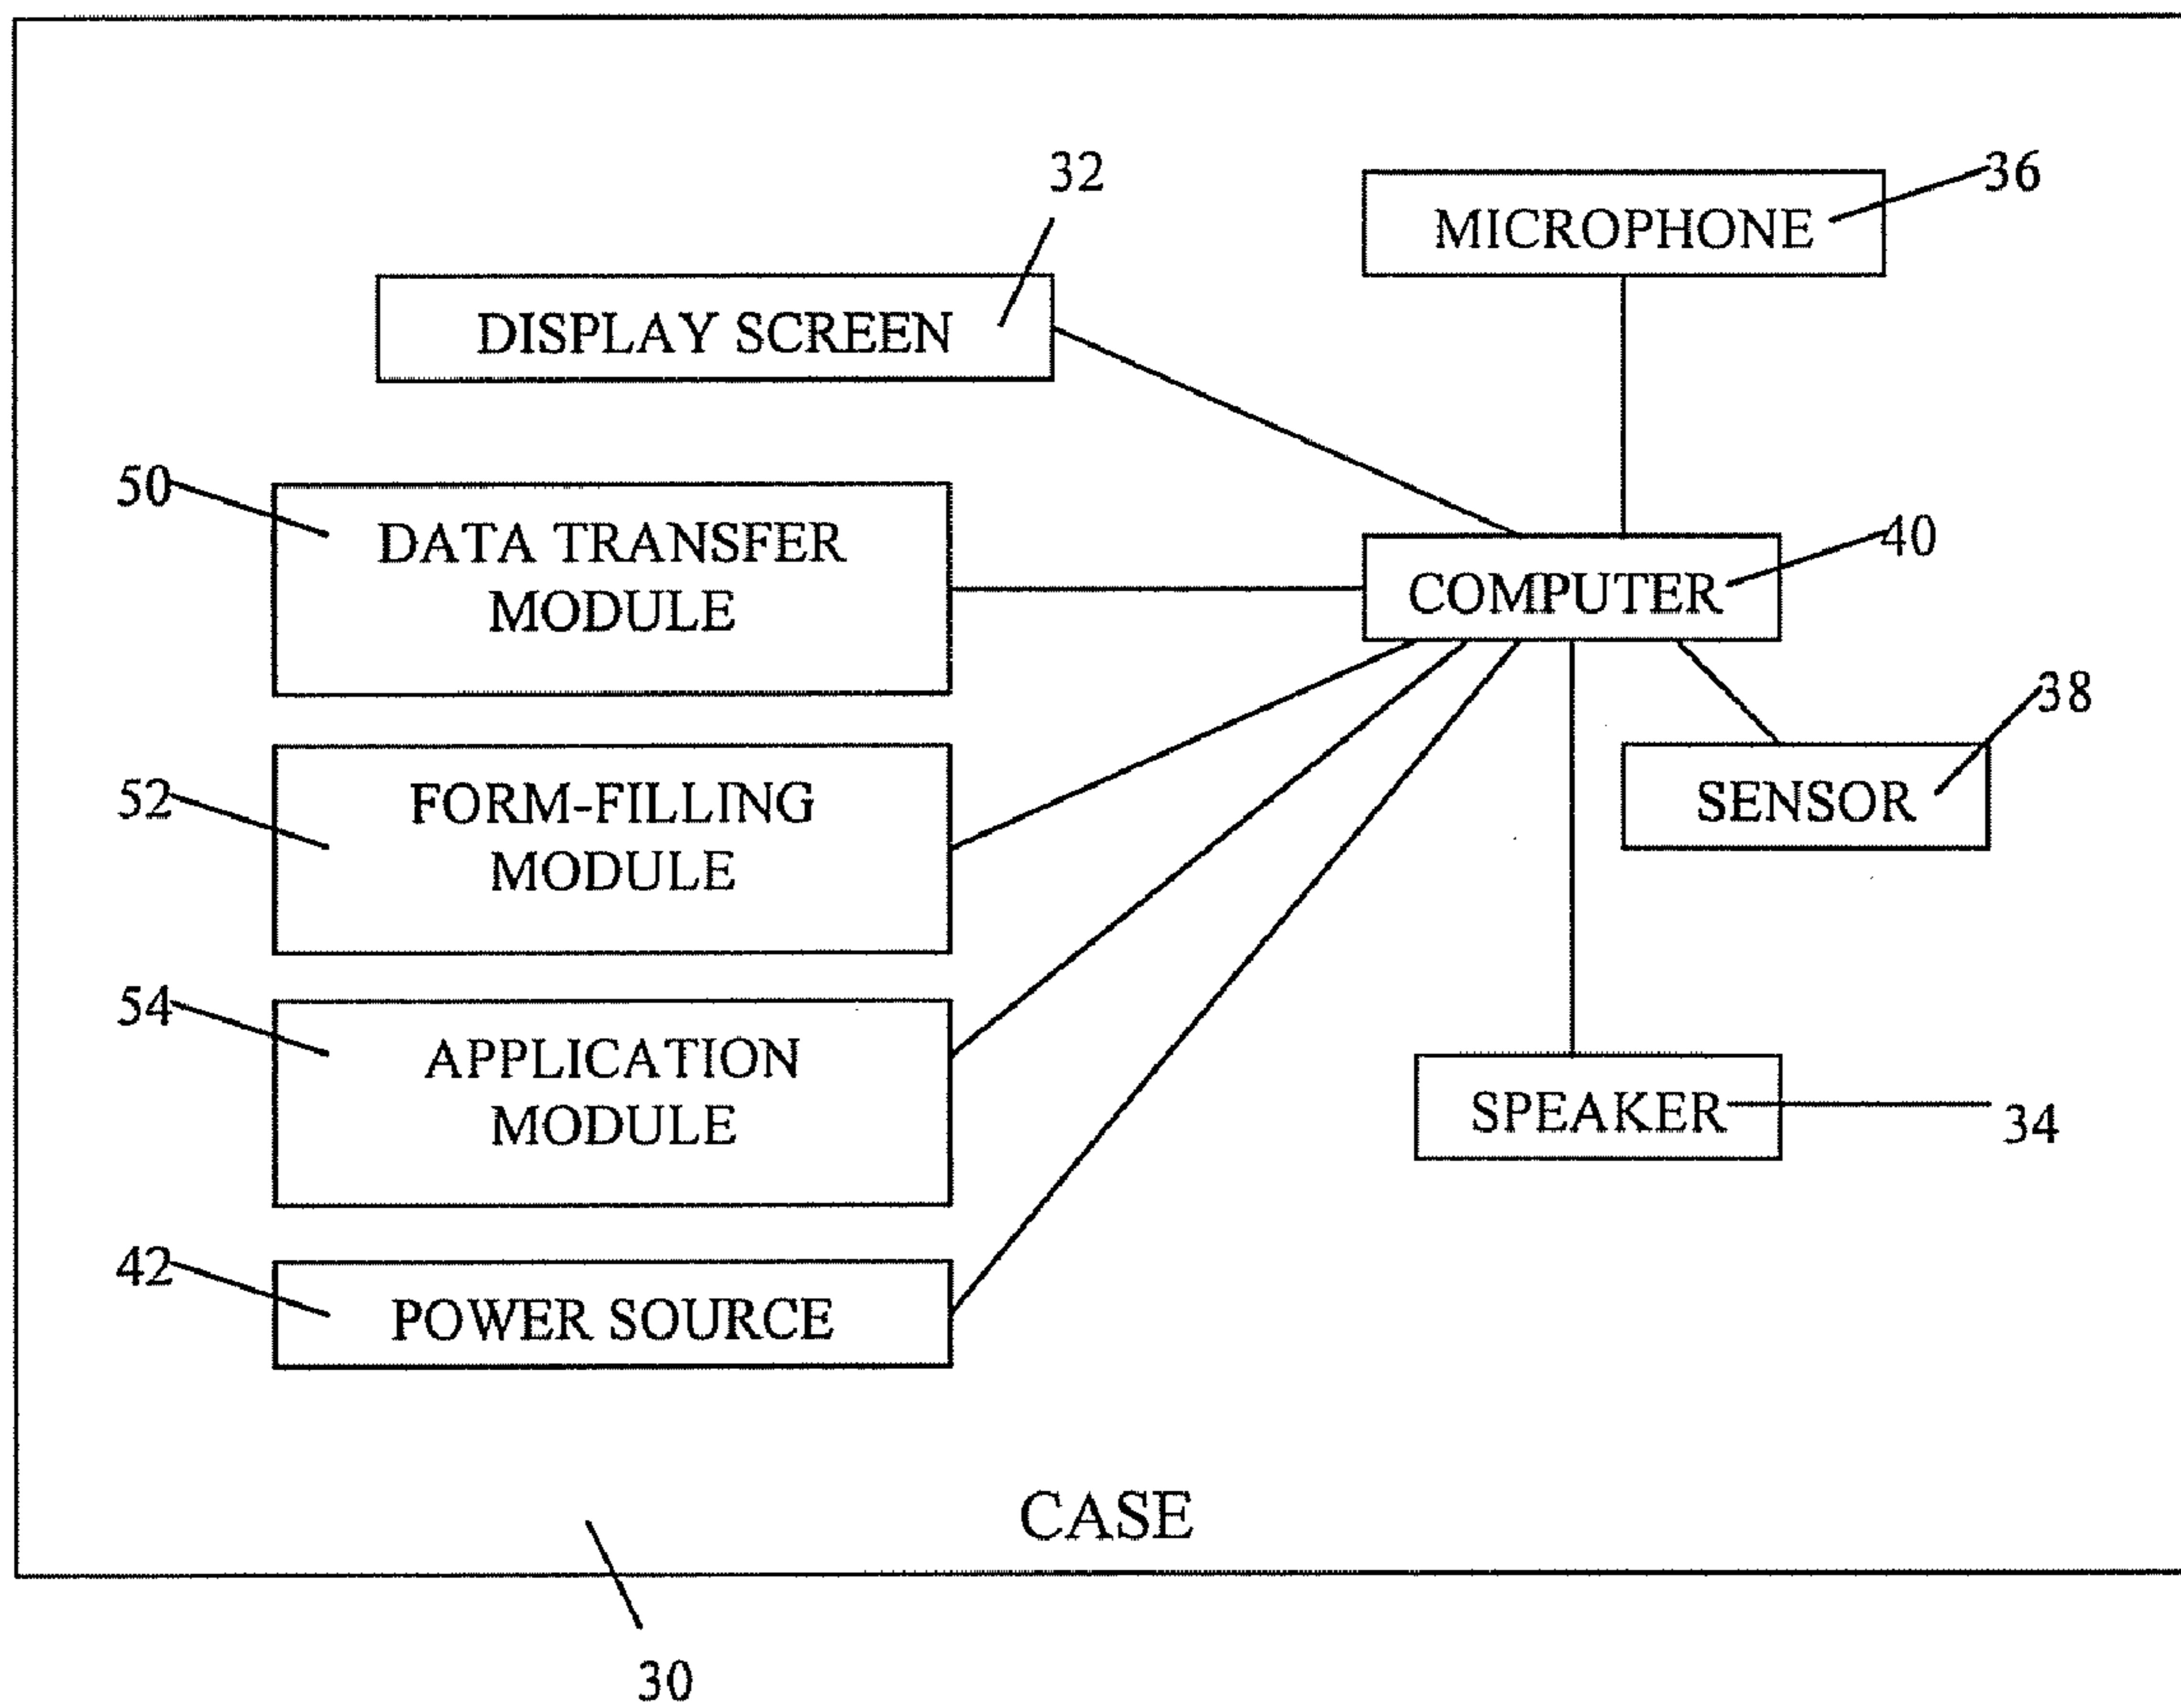 32
36
MICROPHONE
DISPLAY SCREEN
50
DATA TRANSFER
MODULE
40
COMPUTER
38
SENSOR
52
FORM-FILLING
MODULE
54
APPLICATION
MODULE
SPEAKER
34
42
POWER SOURCE
CASE
30